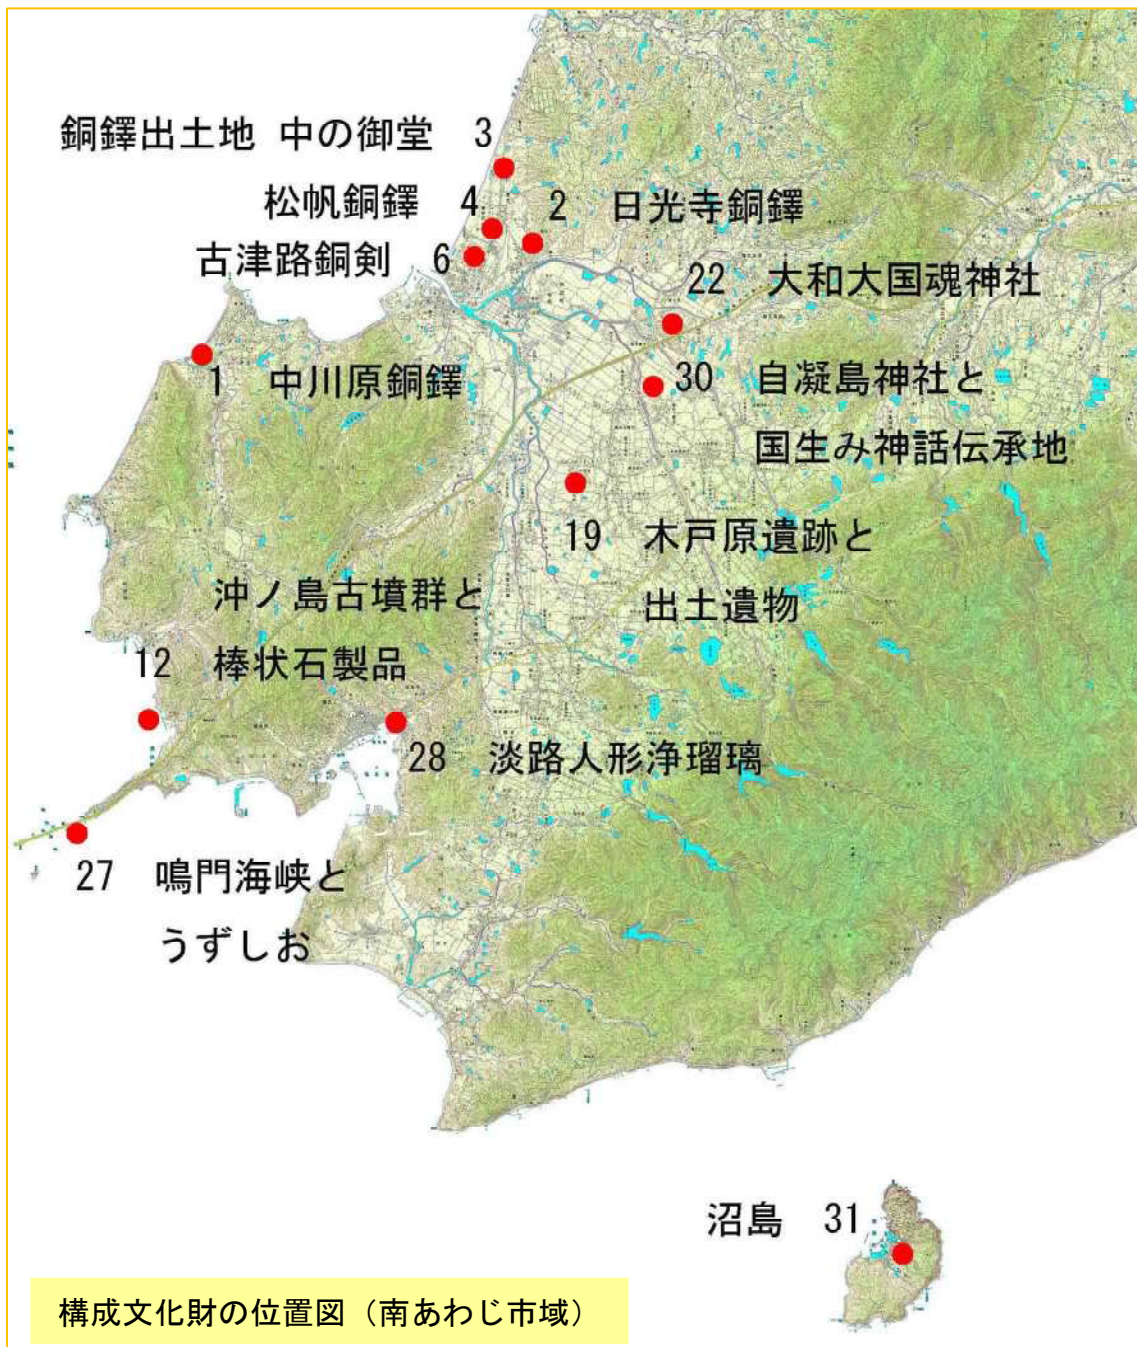 銅鐸出土地 中の御堂 3
松帆銅鐸 4
2 日光寺銅鐸
古津路銅剣 6
22 大和大国魂神社
1 中川原銅鐸
30 自凝島神社と
国生み神話伝承地
19 木戸原遺跡と
出土遺物
沖ノ島古墳群と
12 棒状石製品
28 淡路人形浄瑠璃
27 鳴門海峡と
うずしお
沼島 31
構成文化財の位置図（南あわじ市域）